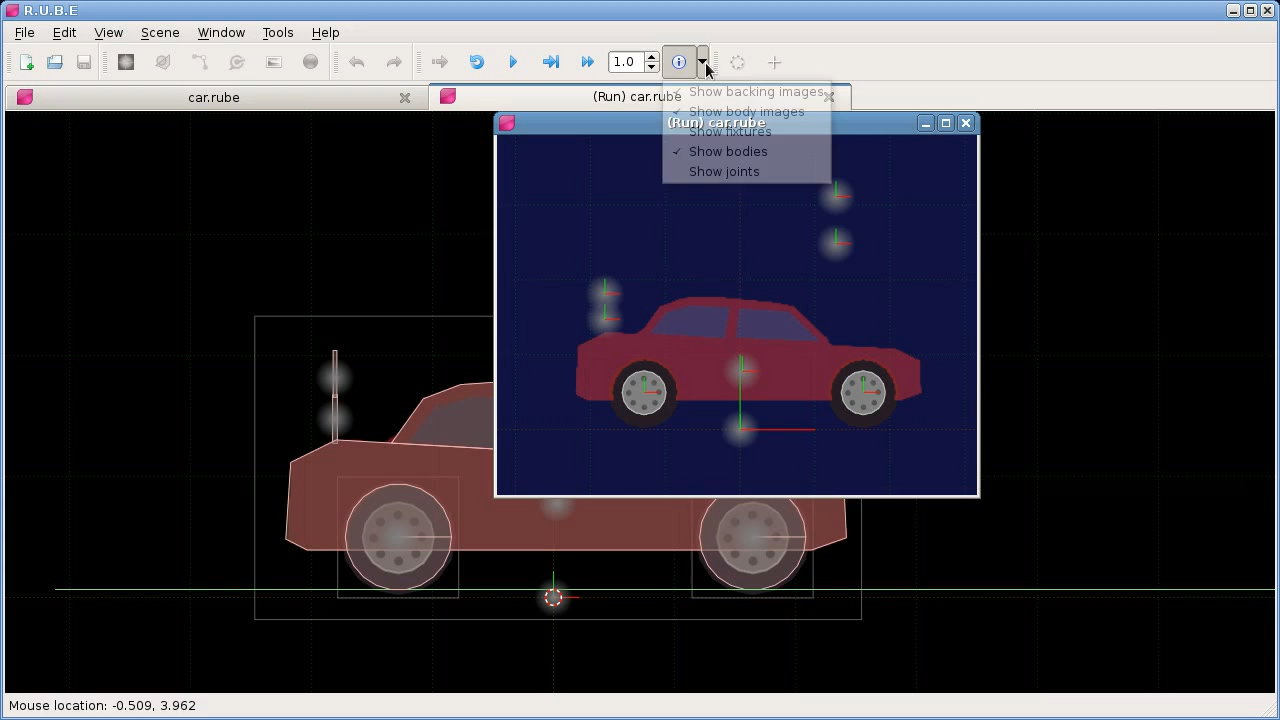 R.U.B.E
File Edit View Scene Window Tools Help
1.0
car.rube
(Run) car.rube
Show backing images
Show body images
(Run) car.rube
Show fixtures
Show bodies
Show joints
Mouse location: -0.509, 3.962